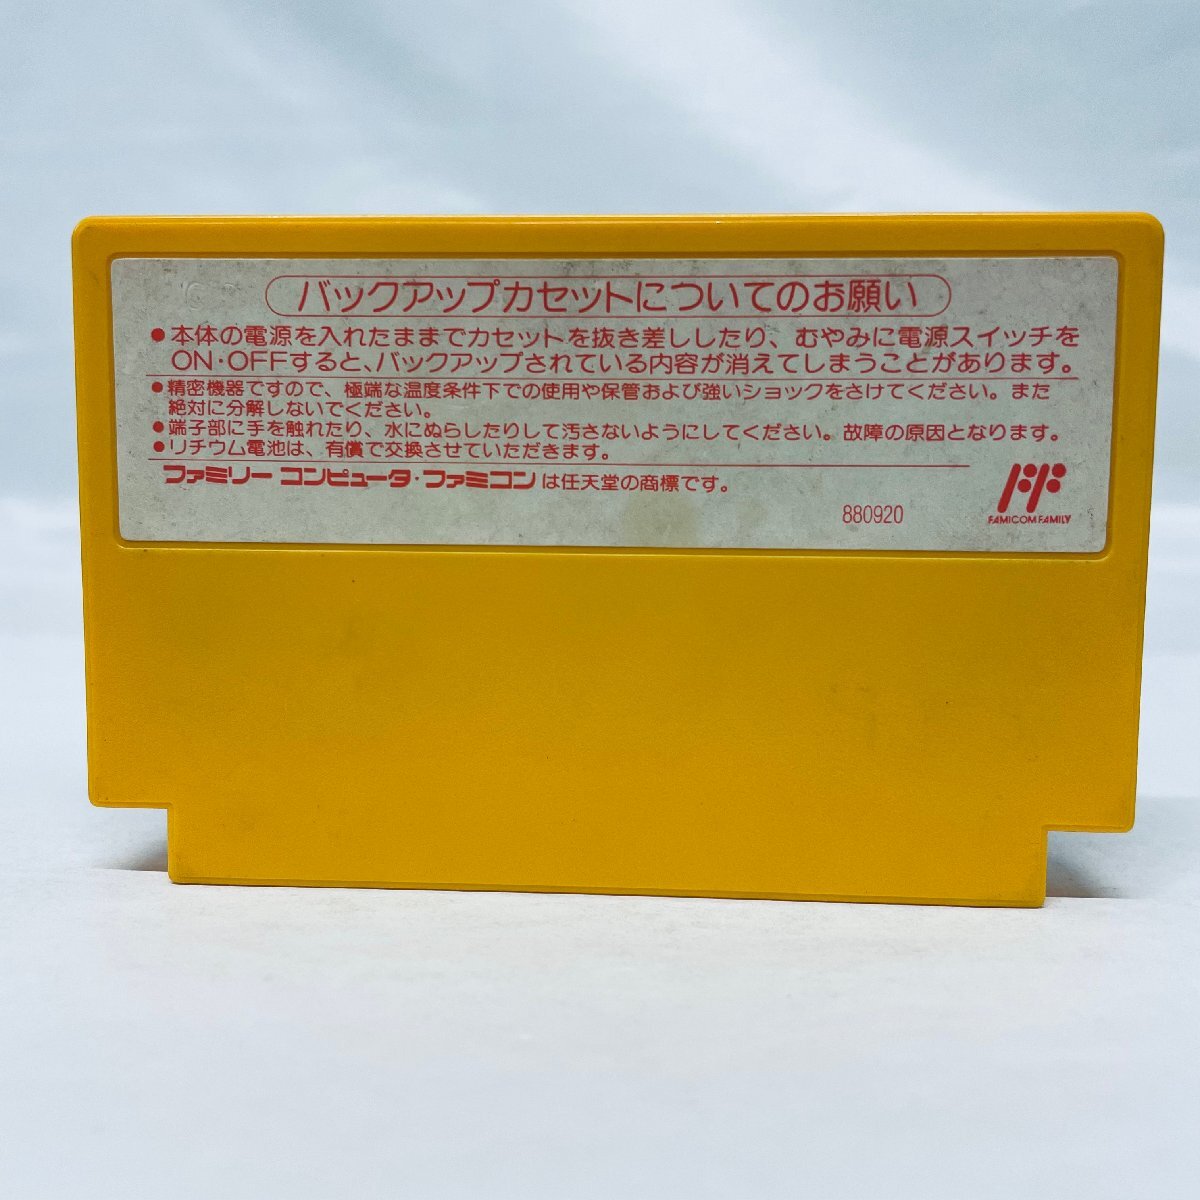 バックアップカセットについてのお願い
●本体の電源を入れたままでカセットを抜き差ししたり、むやみに電源スイッチを
ON・OFFすると、バックアップされている内容が消えてしまうことがあります。
●精密機器ですので、極端な温度条件下での使用や保管および強いショックをさけてください。また
絶対に分解しないでください。
●端子部に手を触れたり、水にぬらしたりして汚さないようにしてください。故障の原因となります。
●リチウム電池は、有償で交換させていただきます。
ファミリーコンピュータ・ファミコンは任天堂の商標です。
880920
FAMICOM FAMILY